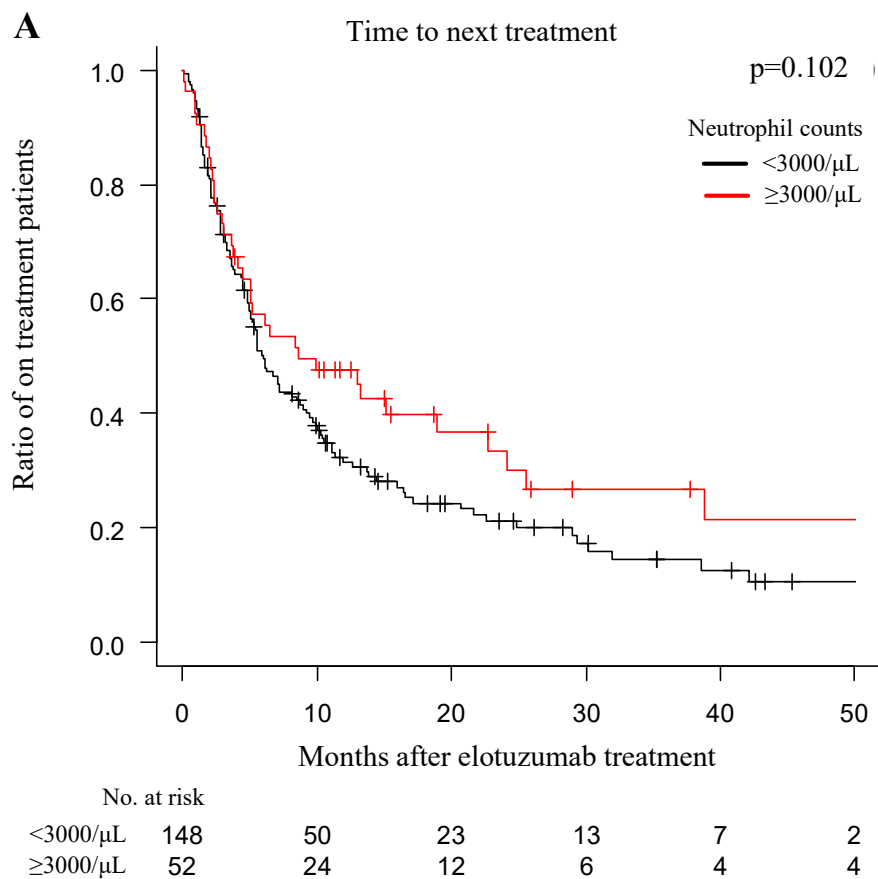 A
Time to next treatment
p=0.102
Neutrophil counts
<3000/μL
≥3000/μL
Ratio of on treatment patients
1.0
0.8
0.6
0.4
0.2
0.0
0 10 20 30 40 50
Months after elotuzumab treatment
No. at risk
<3000/μL 148 50 23 13 7 2
≥3000/μL 52 24 12 6 4 4